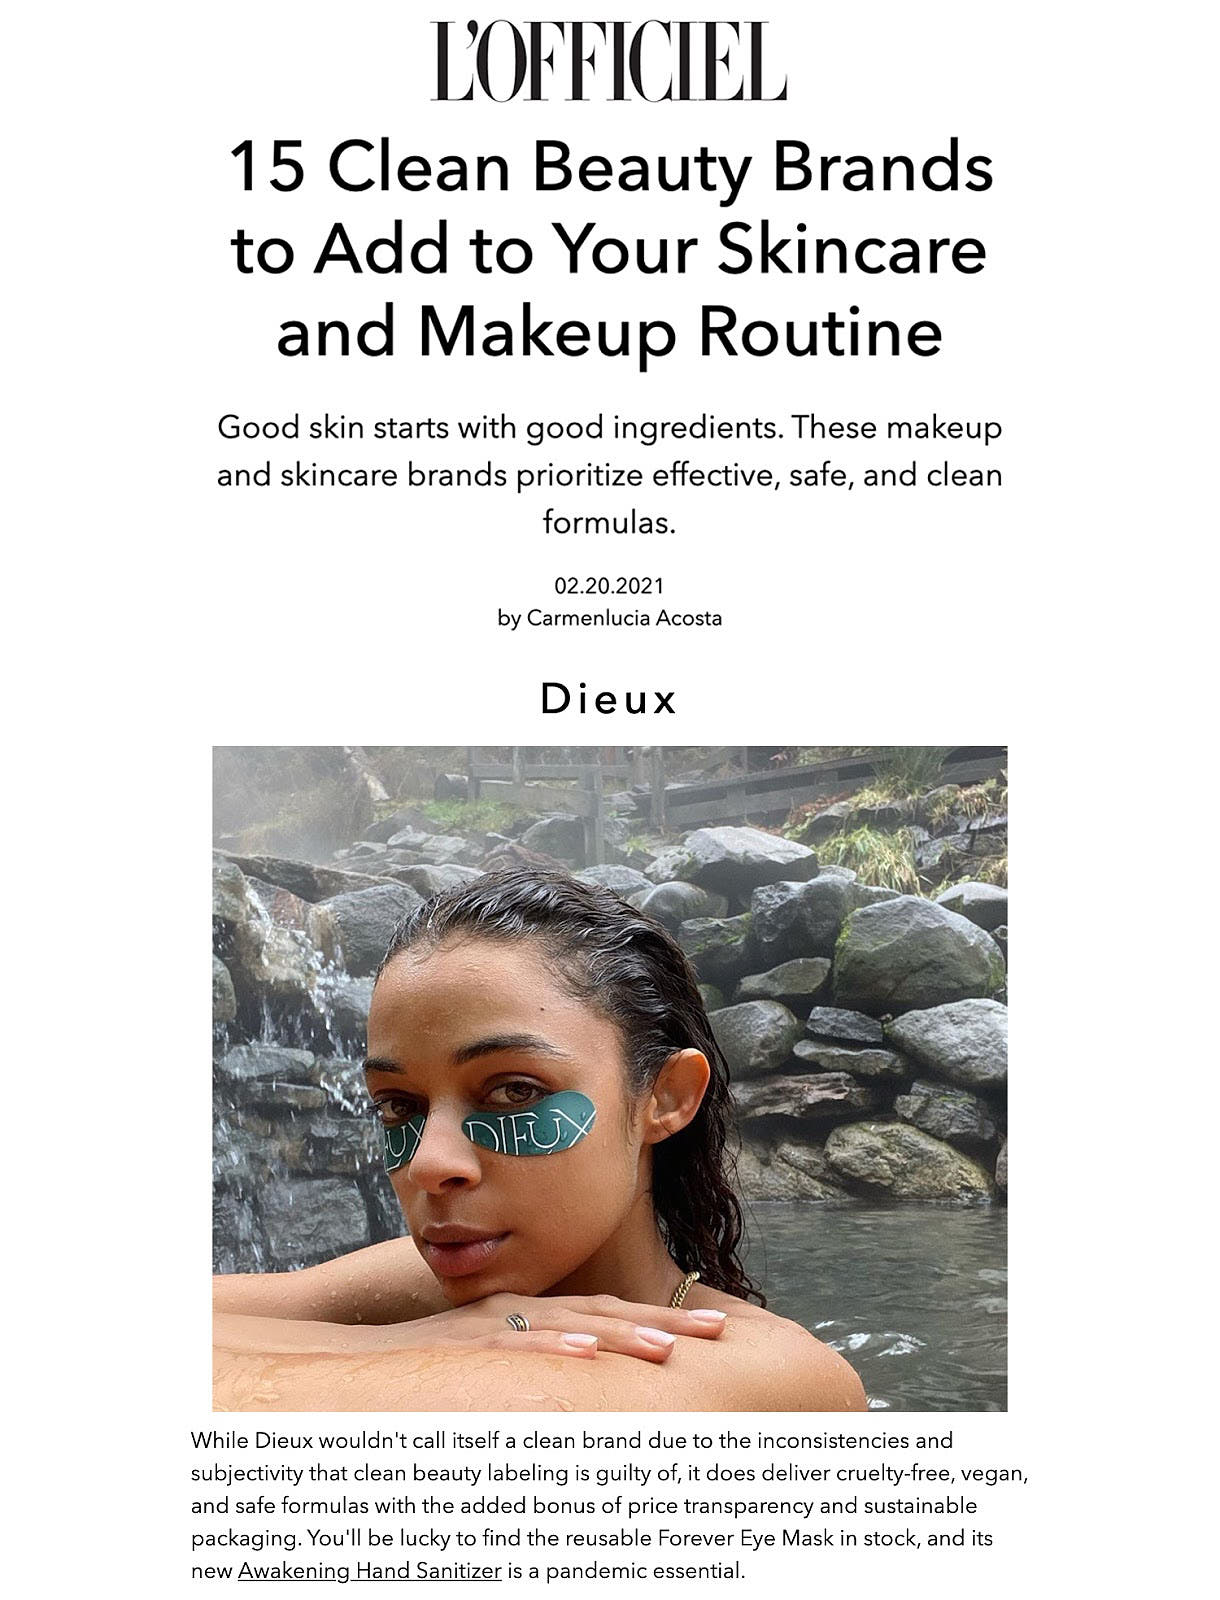 L'OFFICIEL
15 Clean Beauty Brands
to Add to Your Skincare
and Makeup Routine
Good skin starts with good ingredients. These makeup
and skincare brands prioritize effective, safe, and clean
formulas.
02.20.2021
by Carmenlucia Acosta
Dieux
UX DIEUX
While Dieux wouldn't call itself a clean brand due to the inconsistencies and
subjectivity that clean beauty labeling is guilty of, it does deliver cruelty-free, vegan,
and safe formulas with the added bonus of price transparency and sustainable
packaging. You'll be lucky to find the reusable Forever Eye Mask in stock, and its
new Awakening Hand Sanitizer is a pandemic essential.